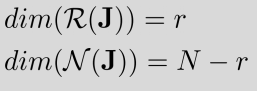 dim(ℛ(𝐉)) = r
dim(𝒩(𝐉)) = N − r